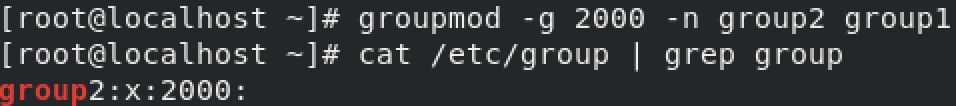 [root@localhost ~]# groupmod -g 2000 -n group2 group1
[root@localhost ~]# cat /etc/group | grep group
group2:x:2000: